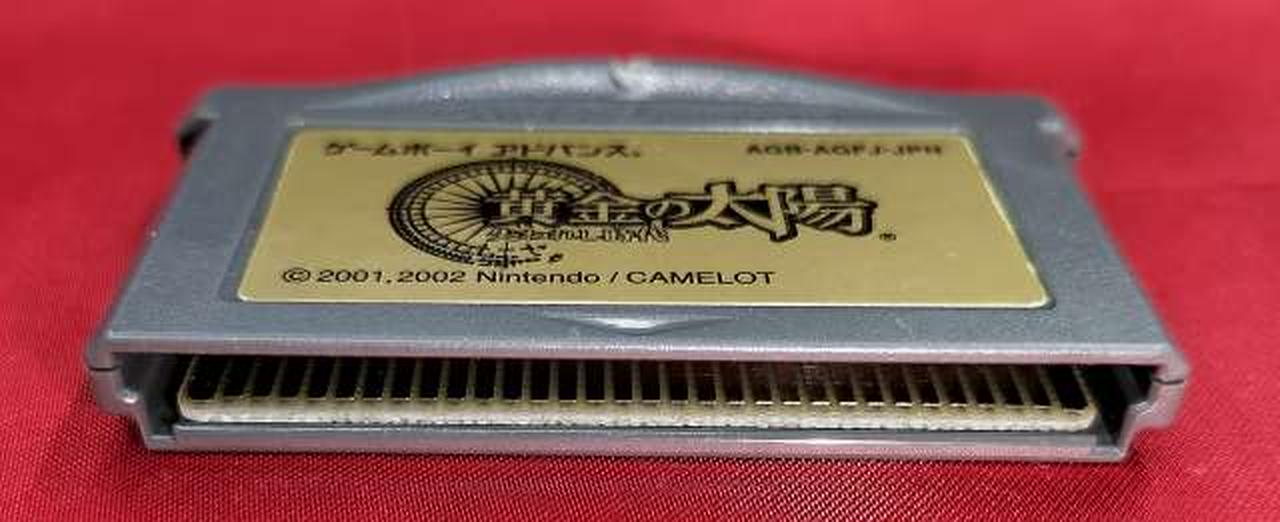 ゲームボーイ アドバンス。 AGB-AGFJ-JPN
黄金の太陽®
© 2001,2002 Nintendo / CAMELOT